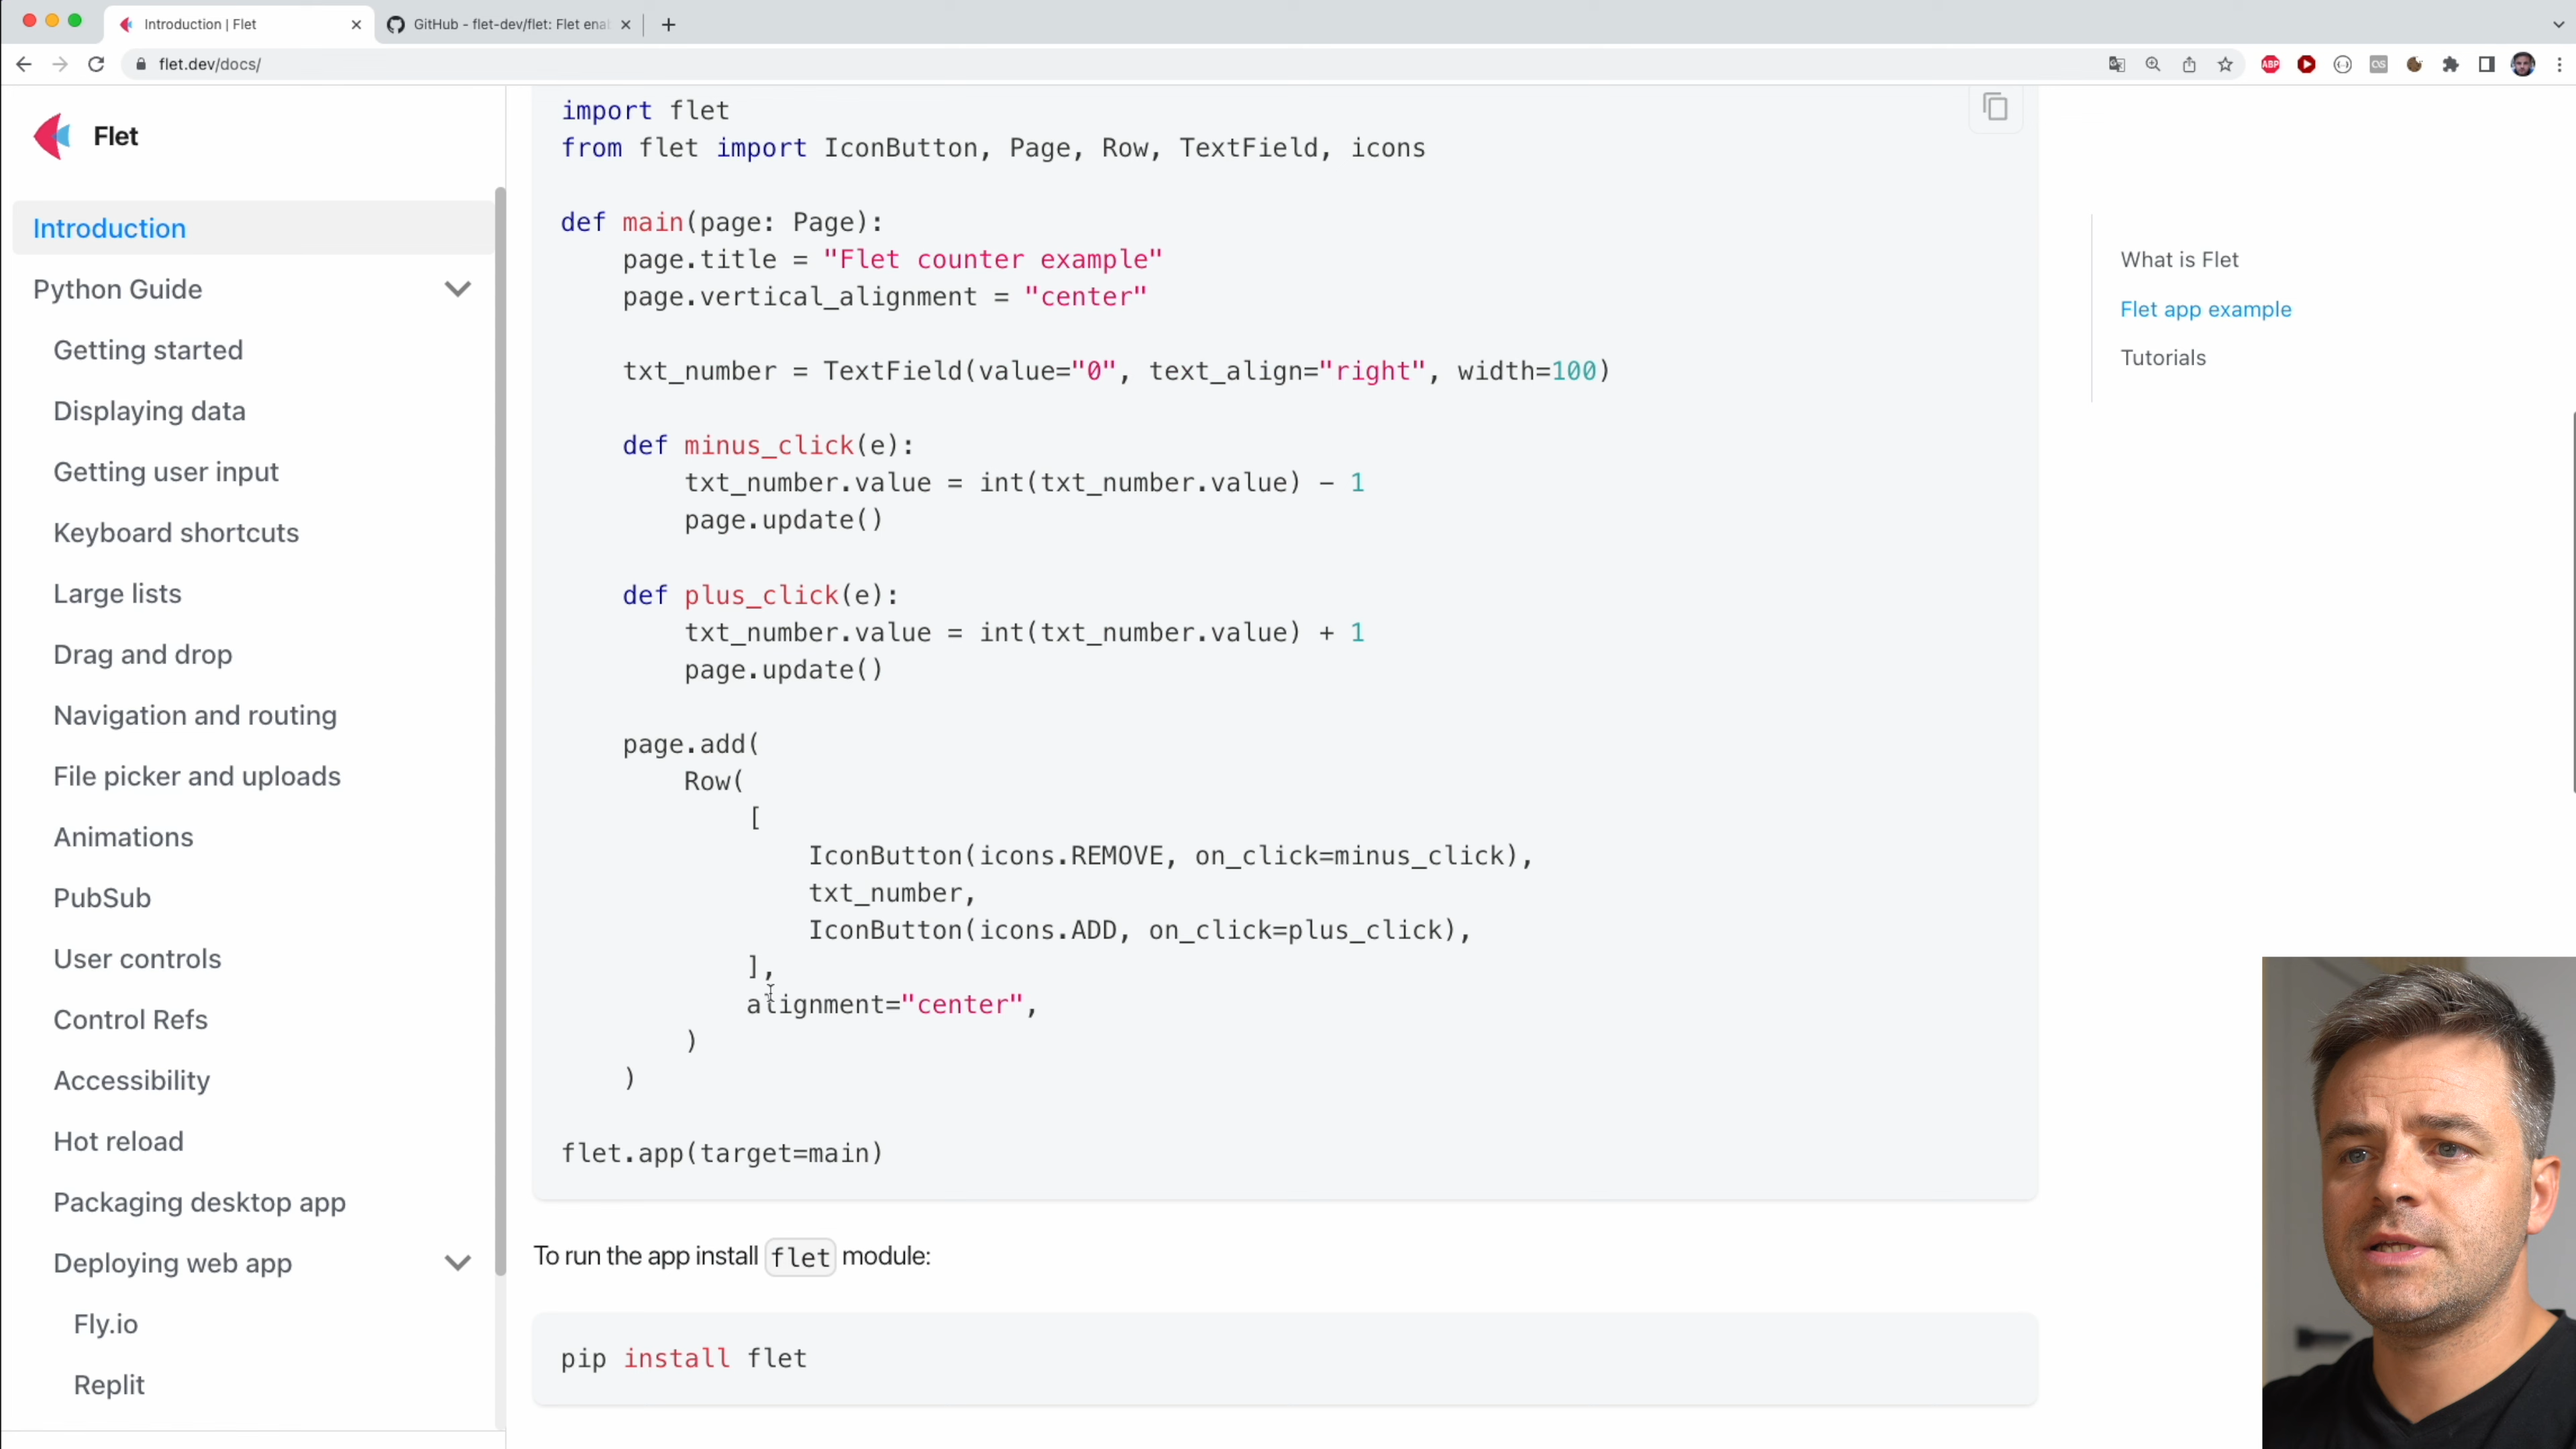 Introduction | Flet
GitHub - flet-dev/flet: Flet ena
flet.dev/docs/
ABP
Flet
Introduction
Python Guide
Getting started
Displaying data
Getting user input
Keyboard shortcuts
Large lists
Drag and drop
Navigation and routing
File picker and uploads
Animations
PubSub
User controls
Control Refs
Accessibility
Hot reload
Packaging desktop app
Deploying web app
Fly.io
Replit
import flet
from flet import IconButton, Page, Row, TextField, icons
def main(page: Page):
page.title = "Flet counter example"
page.vertical_alignment = "center"
txt_number = TextField(value="0", text_align="right", width=100)
def minus_click(e):
txt_number.value = int(txt_number.value) - 1
page.update()
def plus_click(e):
txt_number.value = int(txt_number.value) + 1
page.update()
page.add(
Row(
[
IconButton(icons.REMOVE, on_click=minus_click),
txt_number,
IconButton(icons.ADD, on_click=plus_click),
],
alignment="center",
)
)
flet.app(target=main)
To run the app install flet module:
pip install flet
What is Flet
Flet app example
Tutorials